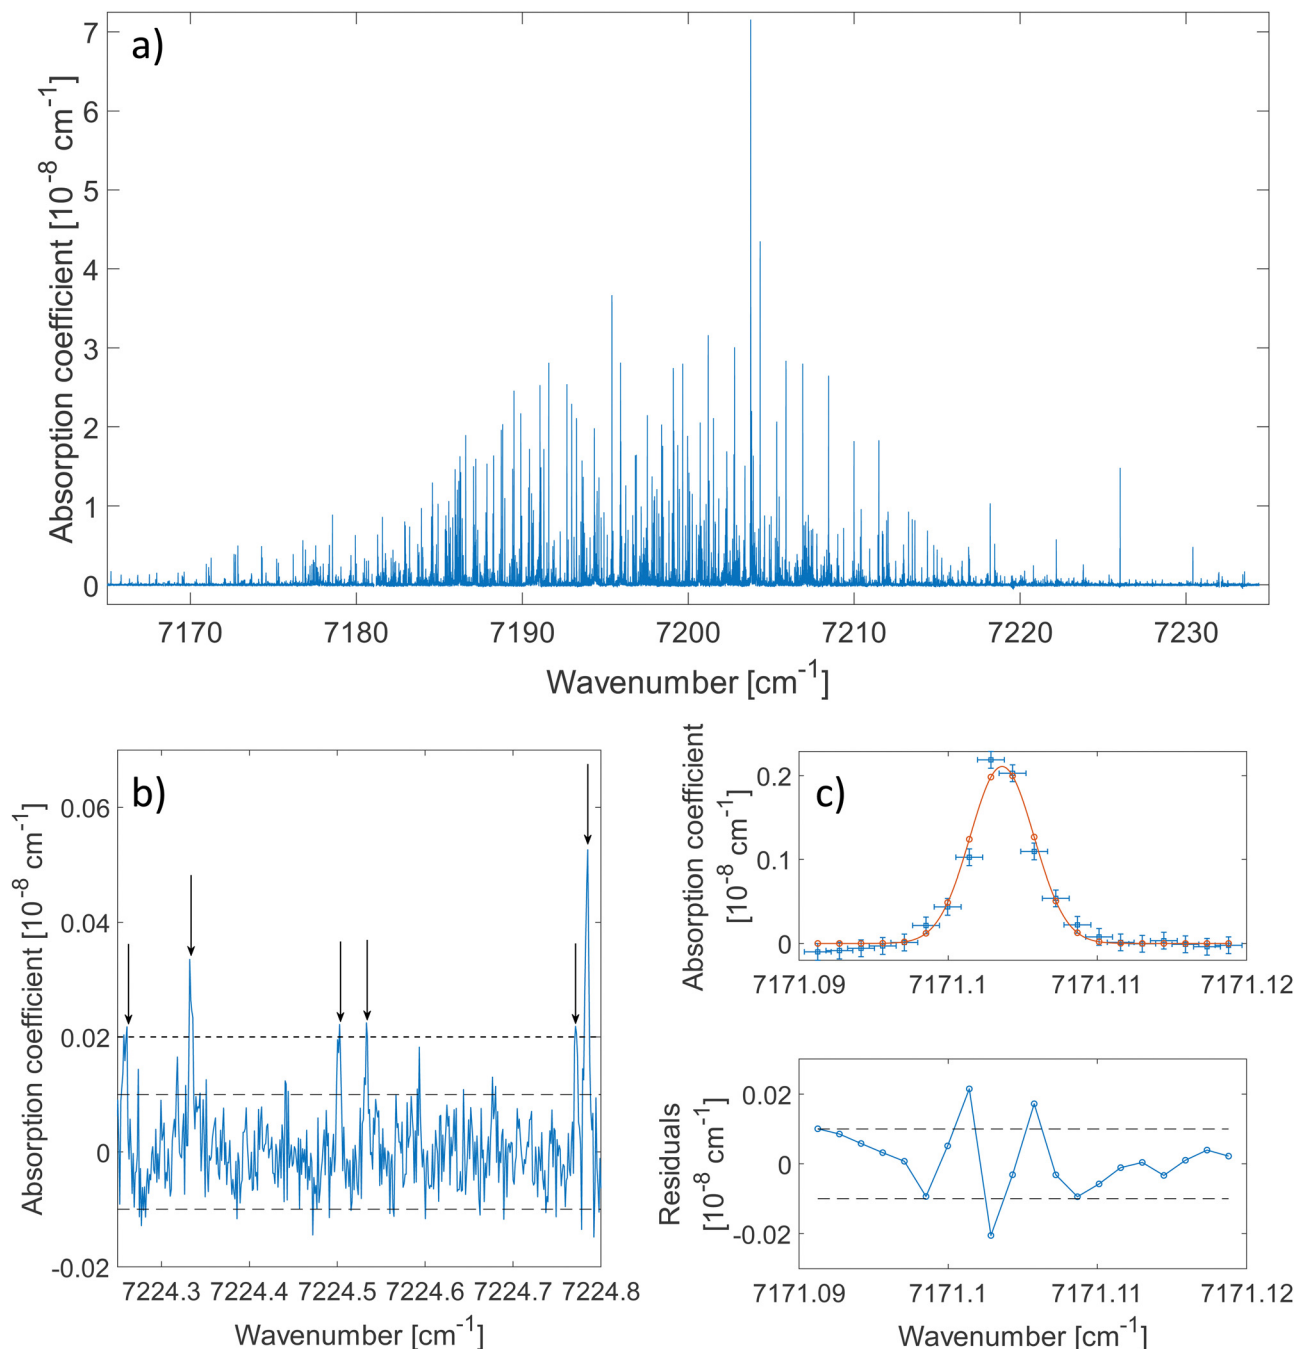 a)
Absorption coefficient [10⁻⁸ cm⁻¹]
7
6
5
4
3
2
1
0
7170 7180 7190 7200 7210 7220 7230
Wavenumber [cm⁻¹]
b)
Absorption coefficient [10⁻⁸ cm⁻¹]
0.06
0.04
0.02
0
-0.02
7224.3 7224.4 7224.5 7224.6 7224.7 7224.8
Wavenumber [cm⁻¹]
c)
Absorption coefficient
[10⁻⁸ cm⁻¹]
0.2
0.1
0
7171.09 7171.1 7171.11 7171.12
Residuals
[10⁻⁸ cm⁻¹]
0.02
0
-0.02
7171.09 7171.1 7171.11 7171.12
Wavenumber [cm⁻¹]